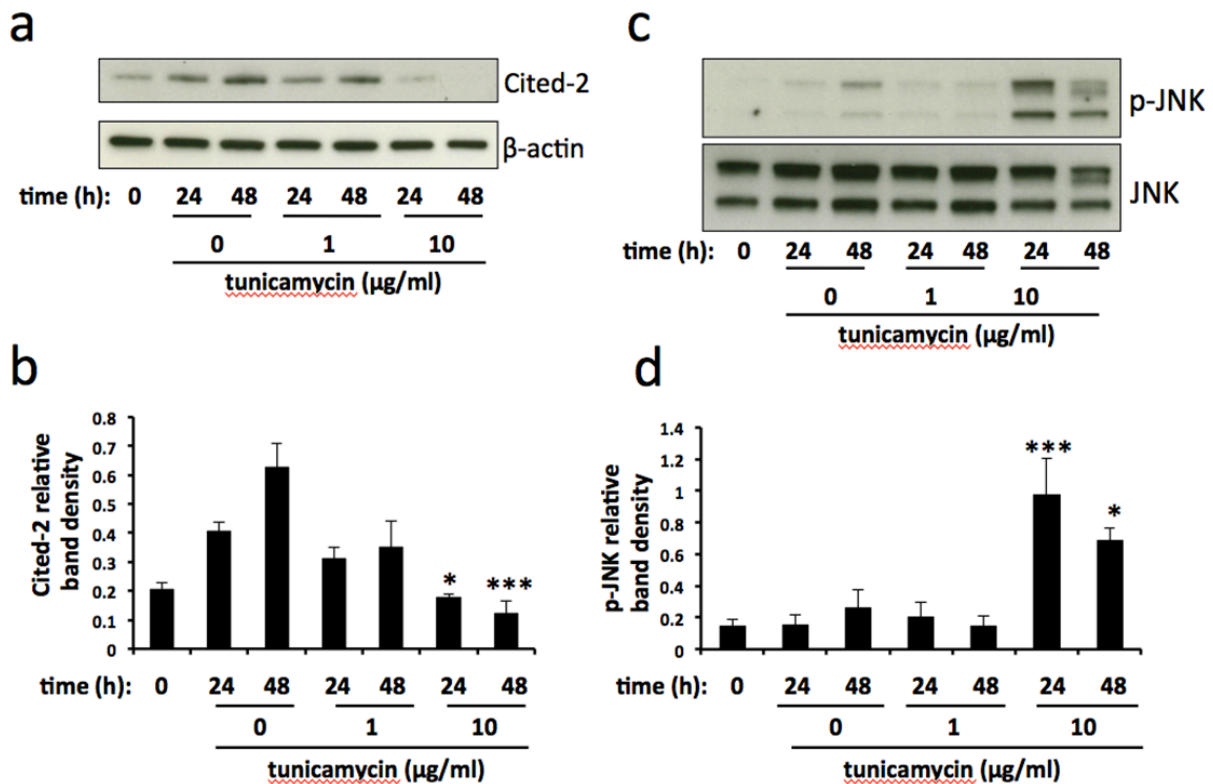 a
Cited-2
β-actin
time (h): 0 24 48 24 48 24 48
0 1 10
tunicamycin (μg/ml)
c
p-JNK
JNK
time (h): 0 24 48 24 48 24 48
0 1 10
tunicamycin (μg/ml)
b
Cited-2 relative
band density
0.8
0.7
0.6
0.5
0.4
0.3
0.2
0.1
0
* ***
time (h): 0 24 48 24 48 24 48
0 1 10
tunicamycin (μg/ml)
d
p-JNK relative
band density
1.4
1.2
1
0.8
0.6
0.4
0.2
0
*** *
time (h): 0 24 48 24 48 24 48
0 1 10
tunicamycin (μg/ml)